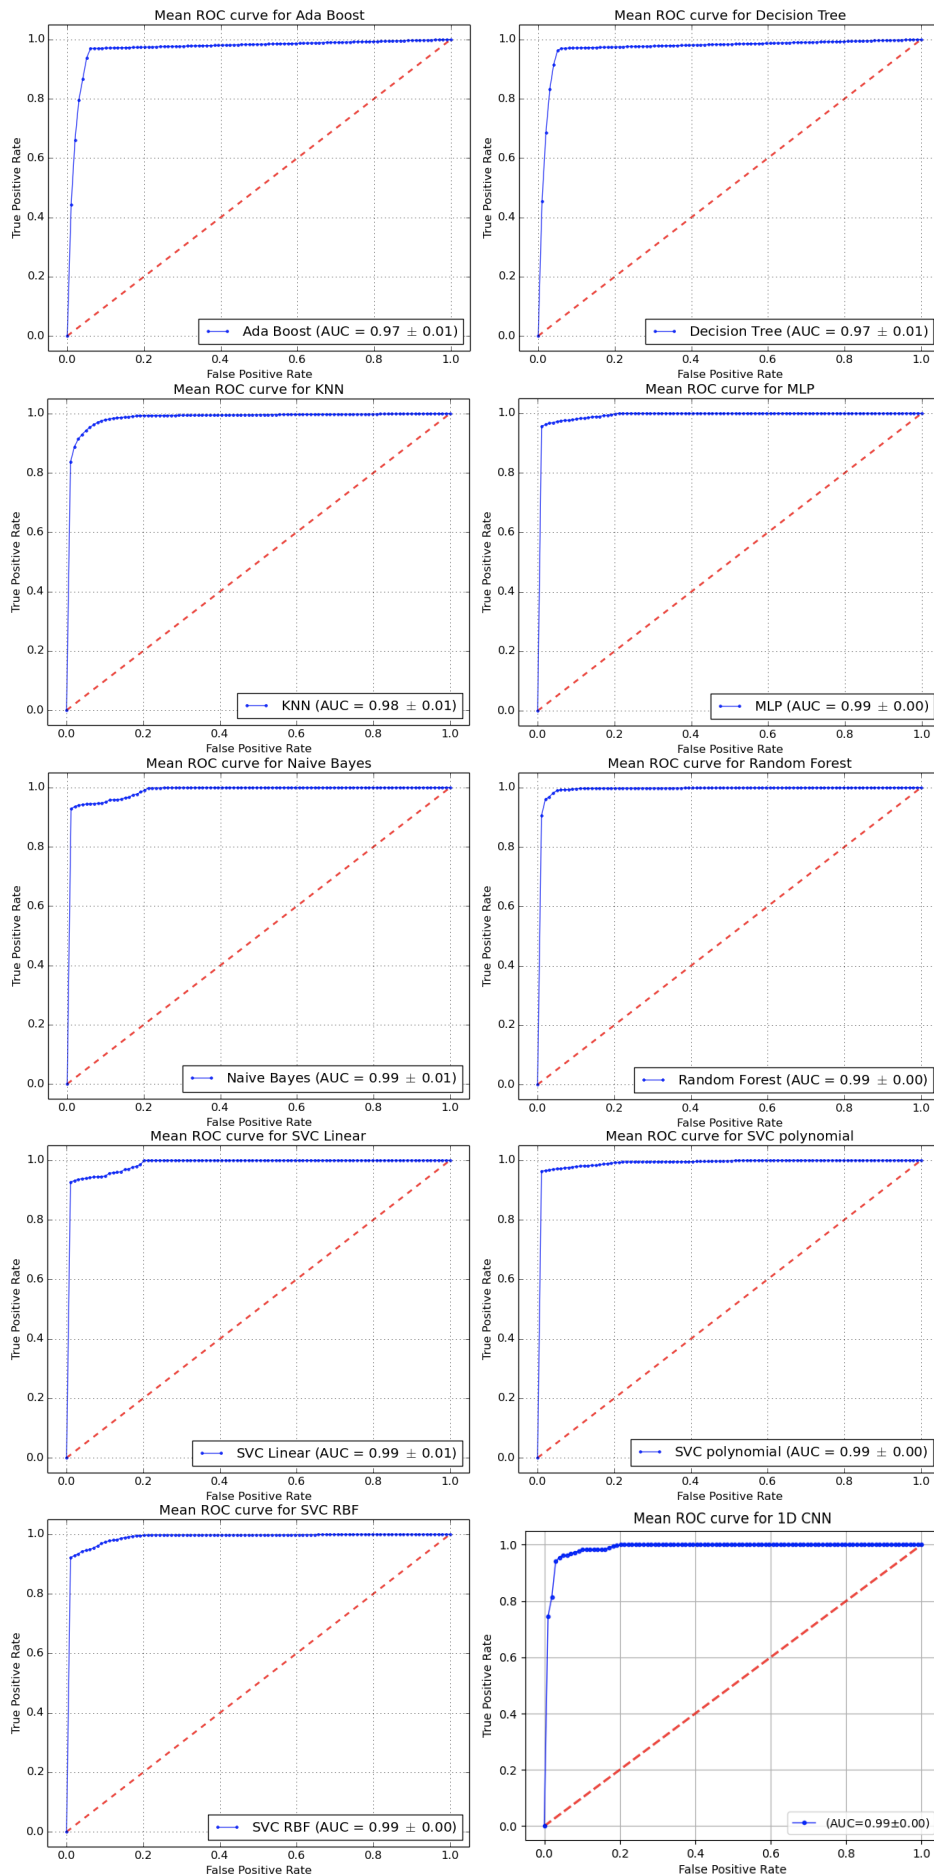 Mean ROC curve for Ada Boost
True Positive Rate
1.0
0.8
0.6
0.4
0.2
0.0
Ada Boost (AUC = 0.97 ± 0.01)
0.0 0.2 0.4 0.6 0.8 1.0
False Positive Rate
Mean ROC curve for Decision Tree
True Positive Rate
1.0
0.8
0.6
0.4
0.2
0.0
Decision Tree (AUC = 0.97 ± 0.01)
0.0 0.2 0.4 0.6 0.8 1.0
False Positive Rate
Mean ROC curve for KNN
True Positive Rate
1.0
0.8
0.6
0.4
0.2
0.0
KNN (AUC = 0.98 ± 0.01)
0.0 0.2 0.4 0.6 0.8 1.0
False Positive Rate
Mean ROC curve for MLP
True Positive Rate
1.0
0.8
0.6
0.4
0.2
0.0
MLP (AUC = 0.99 ± 0.00)
0.0 0.2 0.4 0.6 0.8 1.0
False Positive Rate
Mean ROC curve for Naive Bayes
True Positive Rate
1.0
0.8
0.6
0.4
0.2
0.0
Naive Bayes (AUC = 0.99 ± 0.01)
0.0 0.2 0.4 0.6 0.8 1.0
False Positive Rate
Mean ROC curve for Random Forest
True Positive Rate
1.0
0.8
0.6
0.4
0.2
0.0
Random Forest (AUC = 0.99 ± 0.00)
0.0 0.2 0.4 0.6 0.8 1.0
False Positive Rate
Mean ROC curve for SVC Linear
True Positive Rate
1.0
0.8
0.6
0.4
0.2
0.0
SVC Linear (AUC = 0.99 ± 0.01)
0.0 0.2 0.4 0.6 0.8 1.0
False Positive Rate
Mean ROC curve for SVC polynomial
True Positive Rate
1.0
0.8
0.6
0.4
0.2
0.0
SVC polynomial (AUC = 0.99 ± 0.00)
0.0 0.2 0.4 0.6 0.8 1.0
False Positive Rate
Mean ROC curve for SVC RBF
True Positive Rate
1.0
0.8
0.6
0.4
0.2
0.0
SVC RBF (AUC = 0.99 ± 0.00)
0.0 0.2 0.4 0.6 0.8 1.0
False Positive Rate
Mean ROC curve for 1D CNN
True Positive Rate
1.0
0.8
0.6
0.4
0.2
0.0
(AUC=0.99±0.00)
0.0 0.2 0.4 0.6 0.8 1.0
False Positive Rate